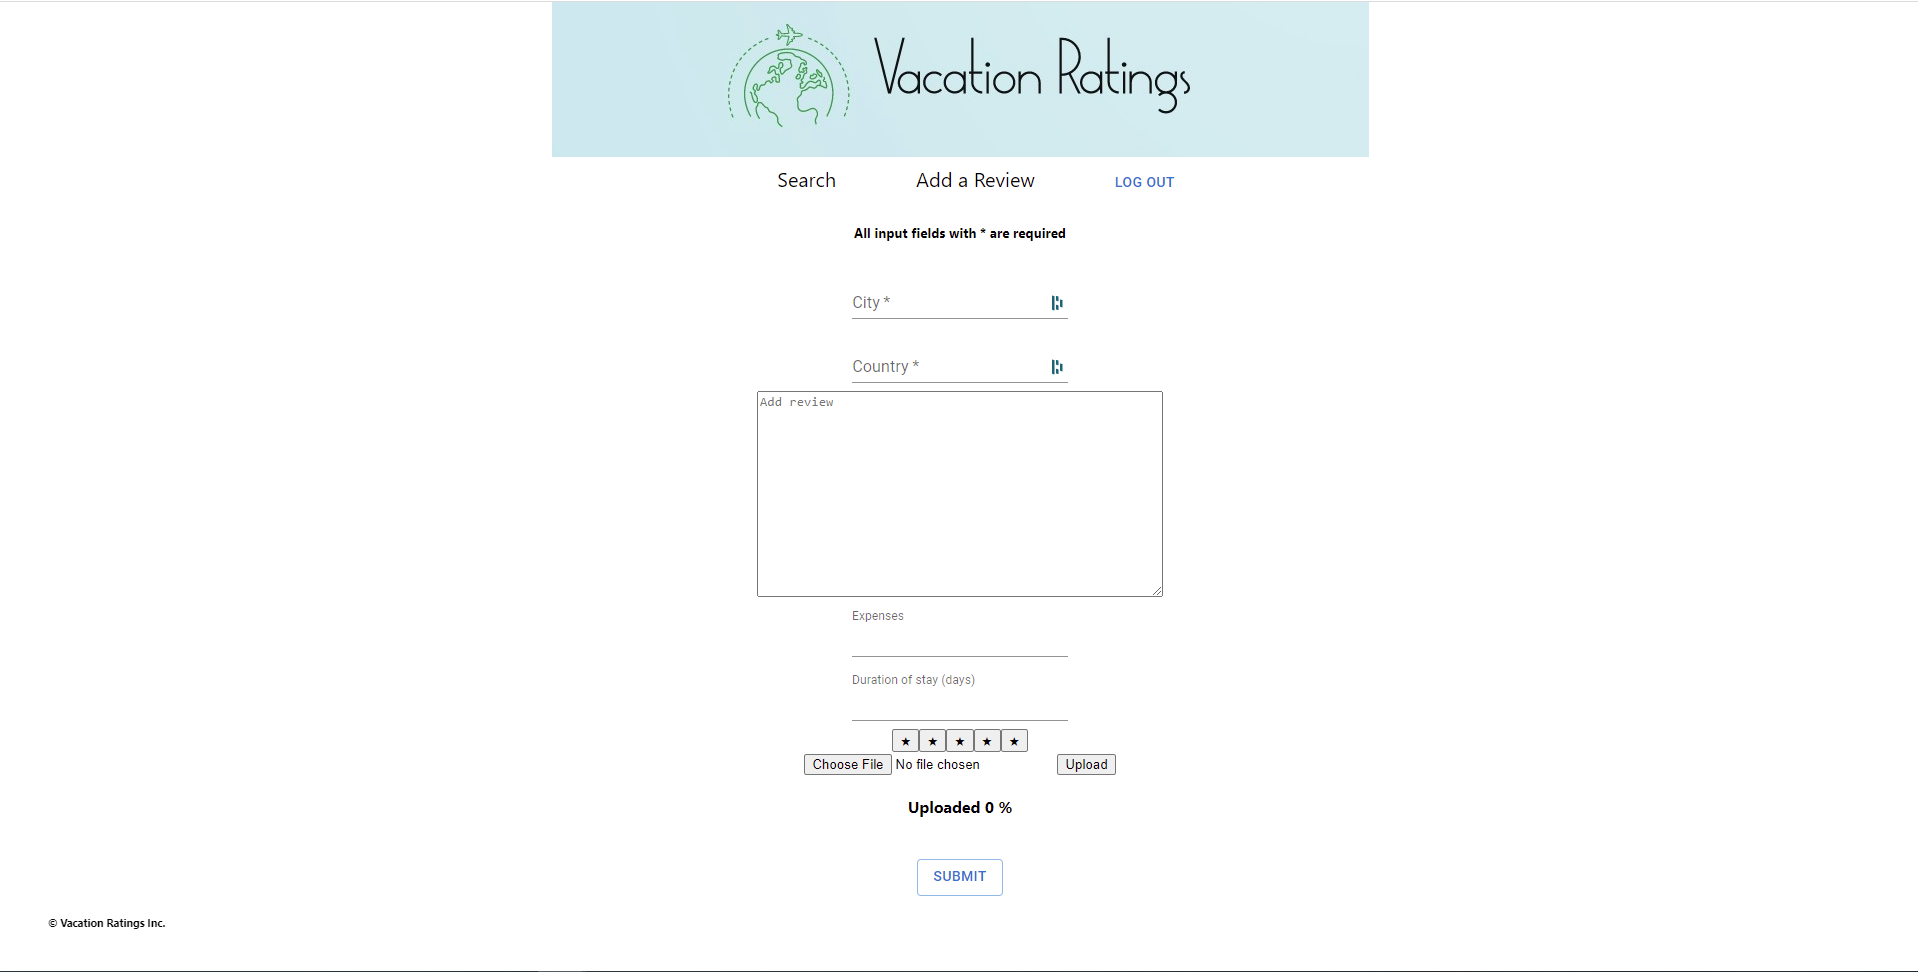 Vacation Ratings
Search Add a Review LOG OUT
All input fields with * are required
City *
Country *
Add review
Expenses
Duration of stay (days)
★ ★ ★ ★ ★
Choose File No file chosen Upload
Uploaded 0 %
SUBMIT
© Vacation Ratings Inc.